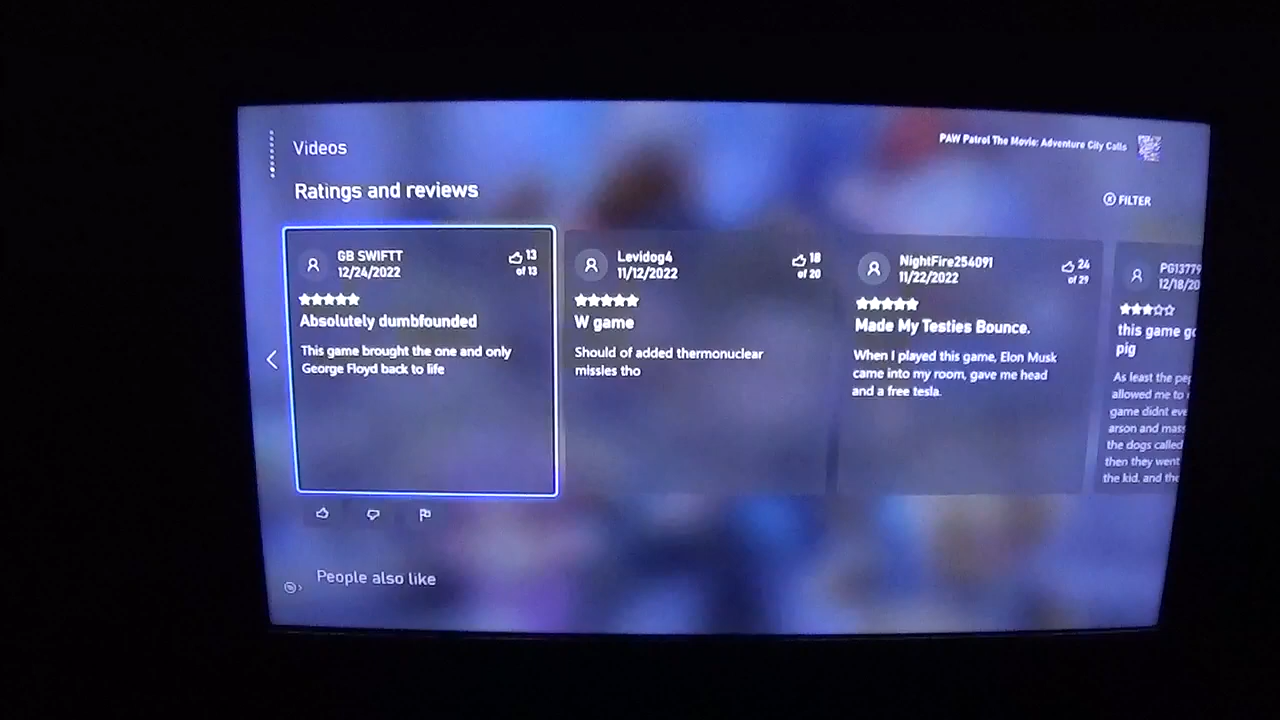 Videos
PAW Patrol The Movie: Adventure City Calls
Ratings and reviews
FILTER
GB SWIFTT
12/24/2022
13
of 13
Absolutely dumbfounded
This game brought the one and only
George Floyd back to life
Levidog4
11/12/2022
18
of 20
W game
Should of added thermonuclear
missles tho
NightFire254091
11/22/2022
24
of 29
Made My Testies Bounce.
When I played this game, Elon Musk
came into my room, gave me head
and a free tesla.
PG13779
12/18/20
this game go
pig
As least the pep
allowed me to
game didnt eve
arson and mass
the dogs called
then they went
the kid. and the
People also like